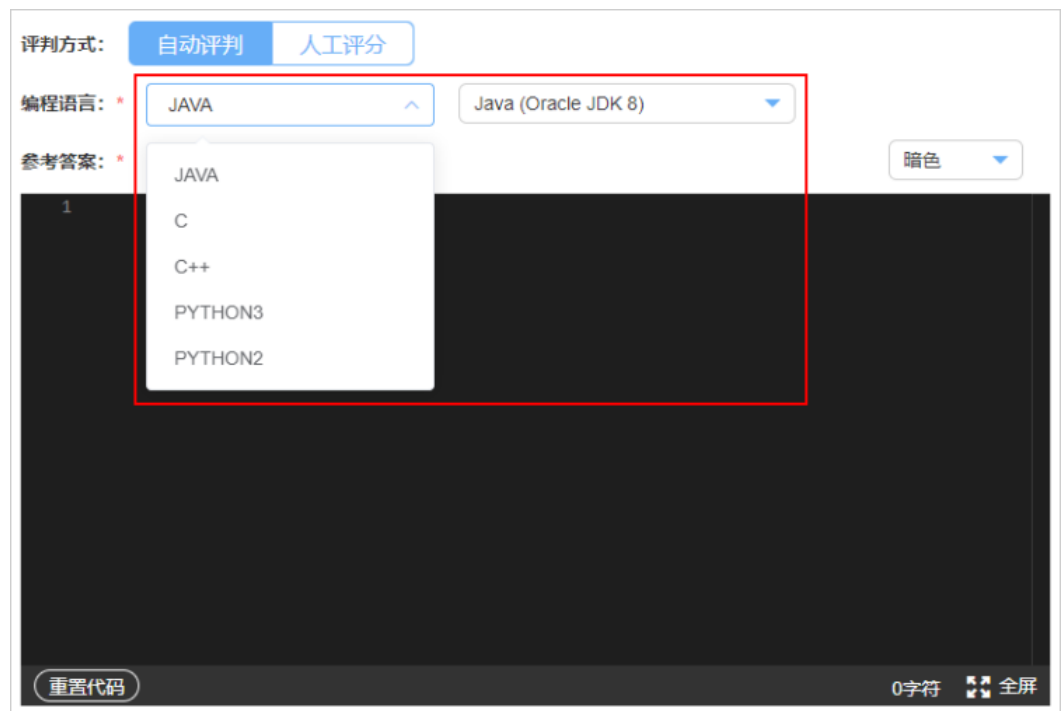 评判方式： 自动评判 人工评分
编程语言：* JAVA Java (Oracle JDK 8)
参考答案：* 暗色
JAVA
1
C
C++
PYTHON3
PYTHON2
重置代码 0字符 全屏